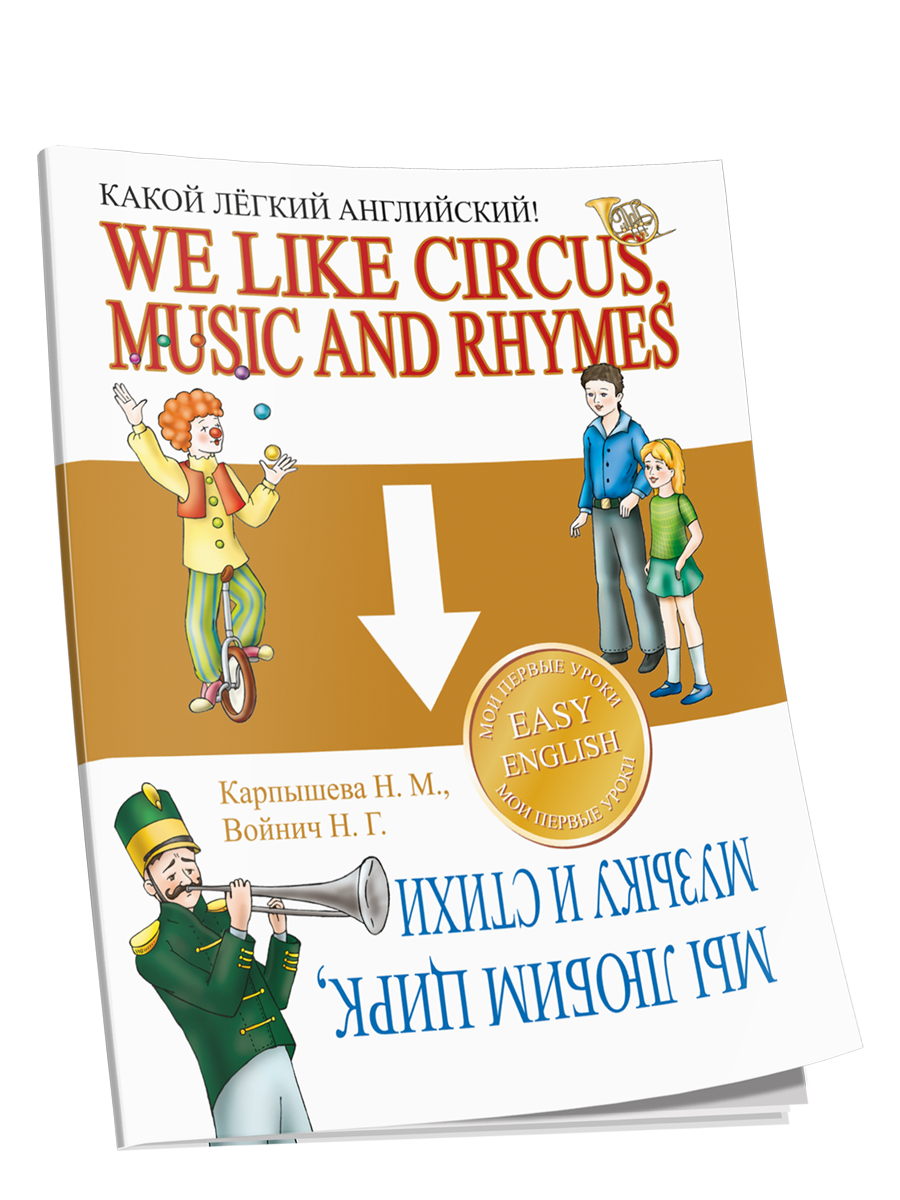 КАКОЙ ЛЁГКИЙ АНГЛИЙСКИЙ!
WE LIKE CIRCUS,
MUSIC AND RHYMES
МОИ ПЕРВЫЕ УРОКИ
EASY
ENGLISH
МОИ ПЕРВЫЕ УРОКИ
Карпышева Н. М.,
Войнич Н. Г.
МЫ ЛЮБИМ ЦИРК,
МУЗЫКУ И СТИХИ